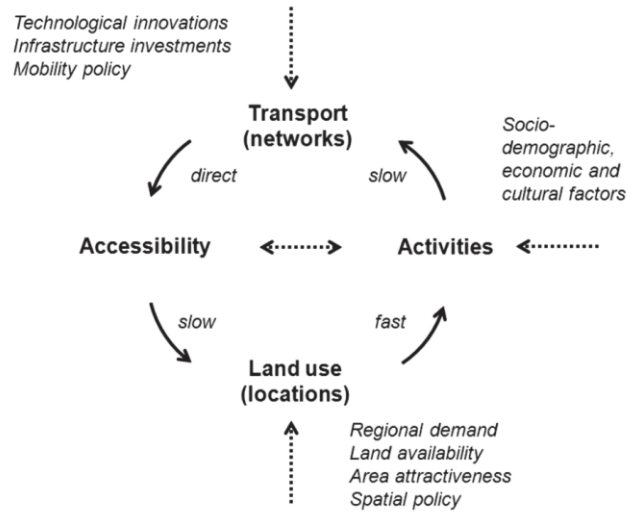 Technological innovations
Infrastructure investments
Mobility policy
Transport
(networks)
Socio-
demographic,
economic and
cultural factors
direct
slow
Accessibility
Activities
slow
fast
Land use
(locations)
Regional demand
Land availability
Area attractiveness
Spatial policy